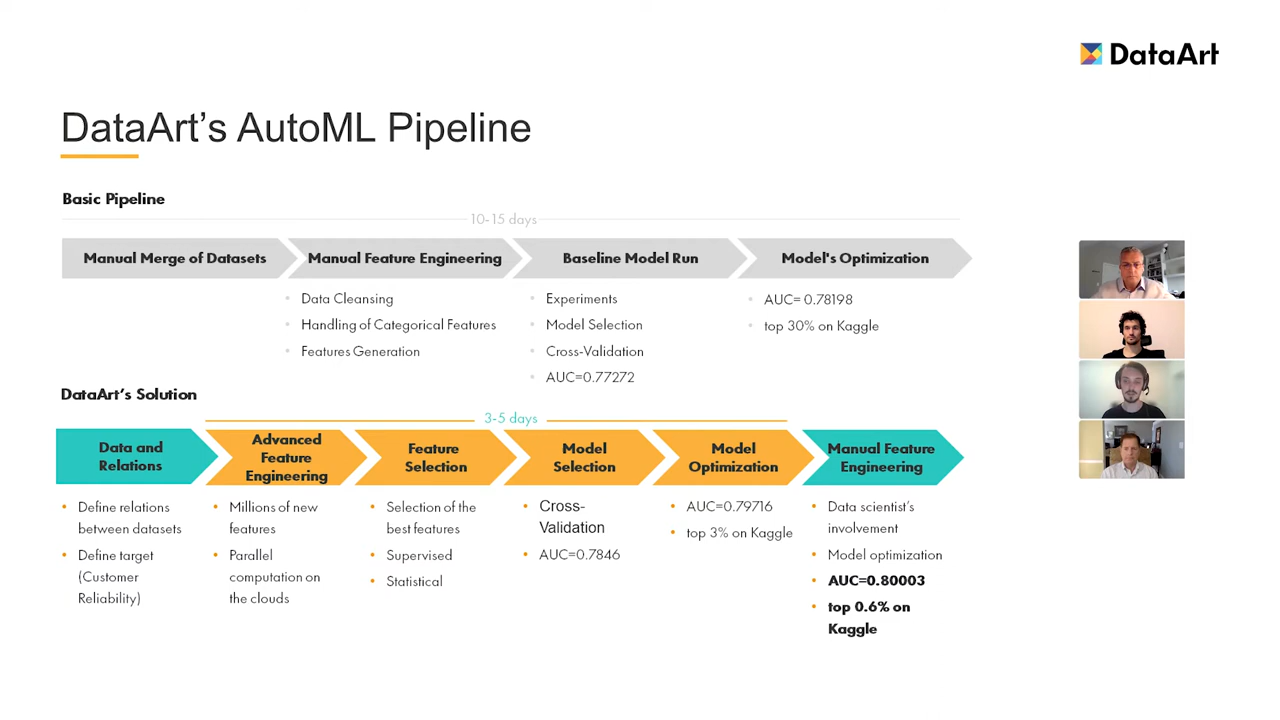 DataArt
DataArt's AutoML Pipeline
Basic Pipeline
10-15 days
Manual Merge of Datasets
Manual Feature Engineering
Data Cleansing
Handling of Categorical Features
Features Generation
Baseline Model Run
Experiments
Model Selection
Cross-Validation
AUC=0.77272
Model's Optimization
AUC= 0.78198
top 30% on Kaggle
DataArt's Solution
3-5 days
Data and
Relations
Define relations
between datasets
Define target
(Customer
Reliability)
Advanced
Feature
Engineering
Millions of new
features
Parallel
computation on
the clouds
Feature
Selection
Selection of the
best features
Supervised
Statistical
Model
Selection
Cross-
Validation
AUC=0.7846
Model
Optimization
AUC=0.79716
top 3% on Kaggle
Manual Feature
Engineering
Data scientist's
involvement
Model optimization
AUC=0.80003
top 0.6% on
Kaggle